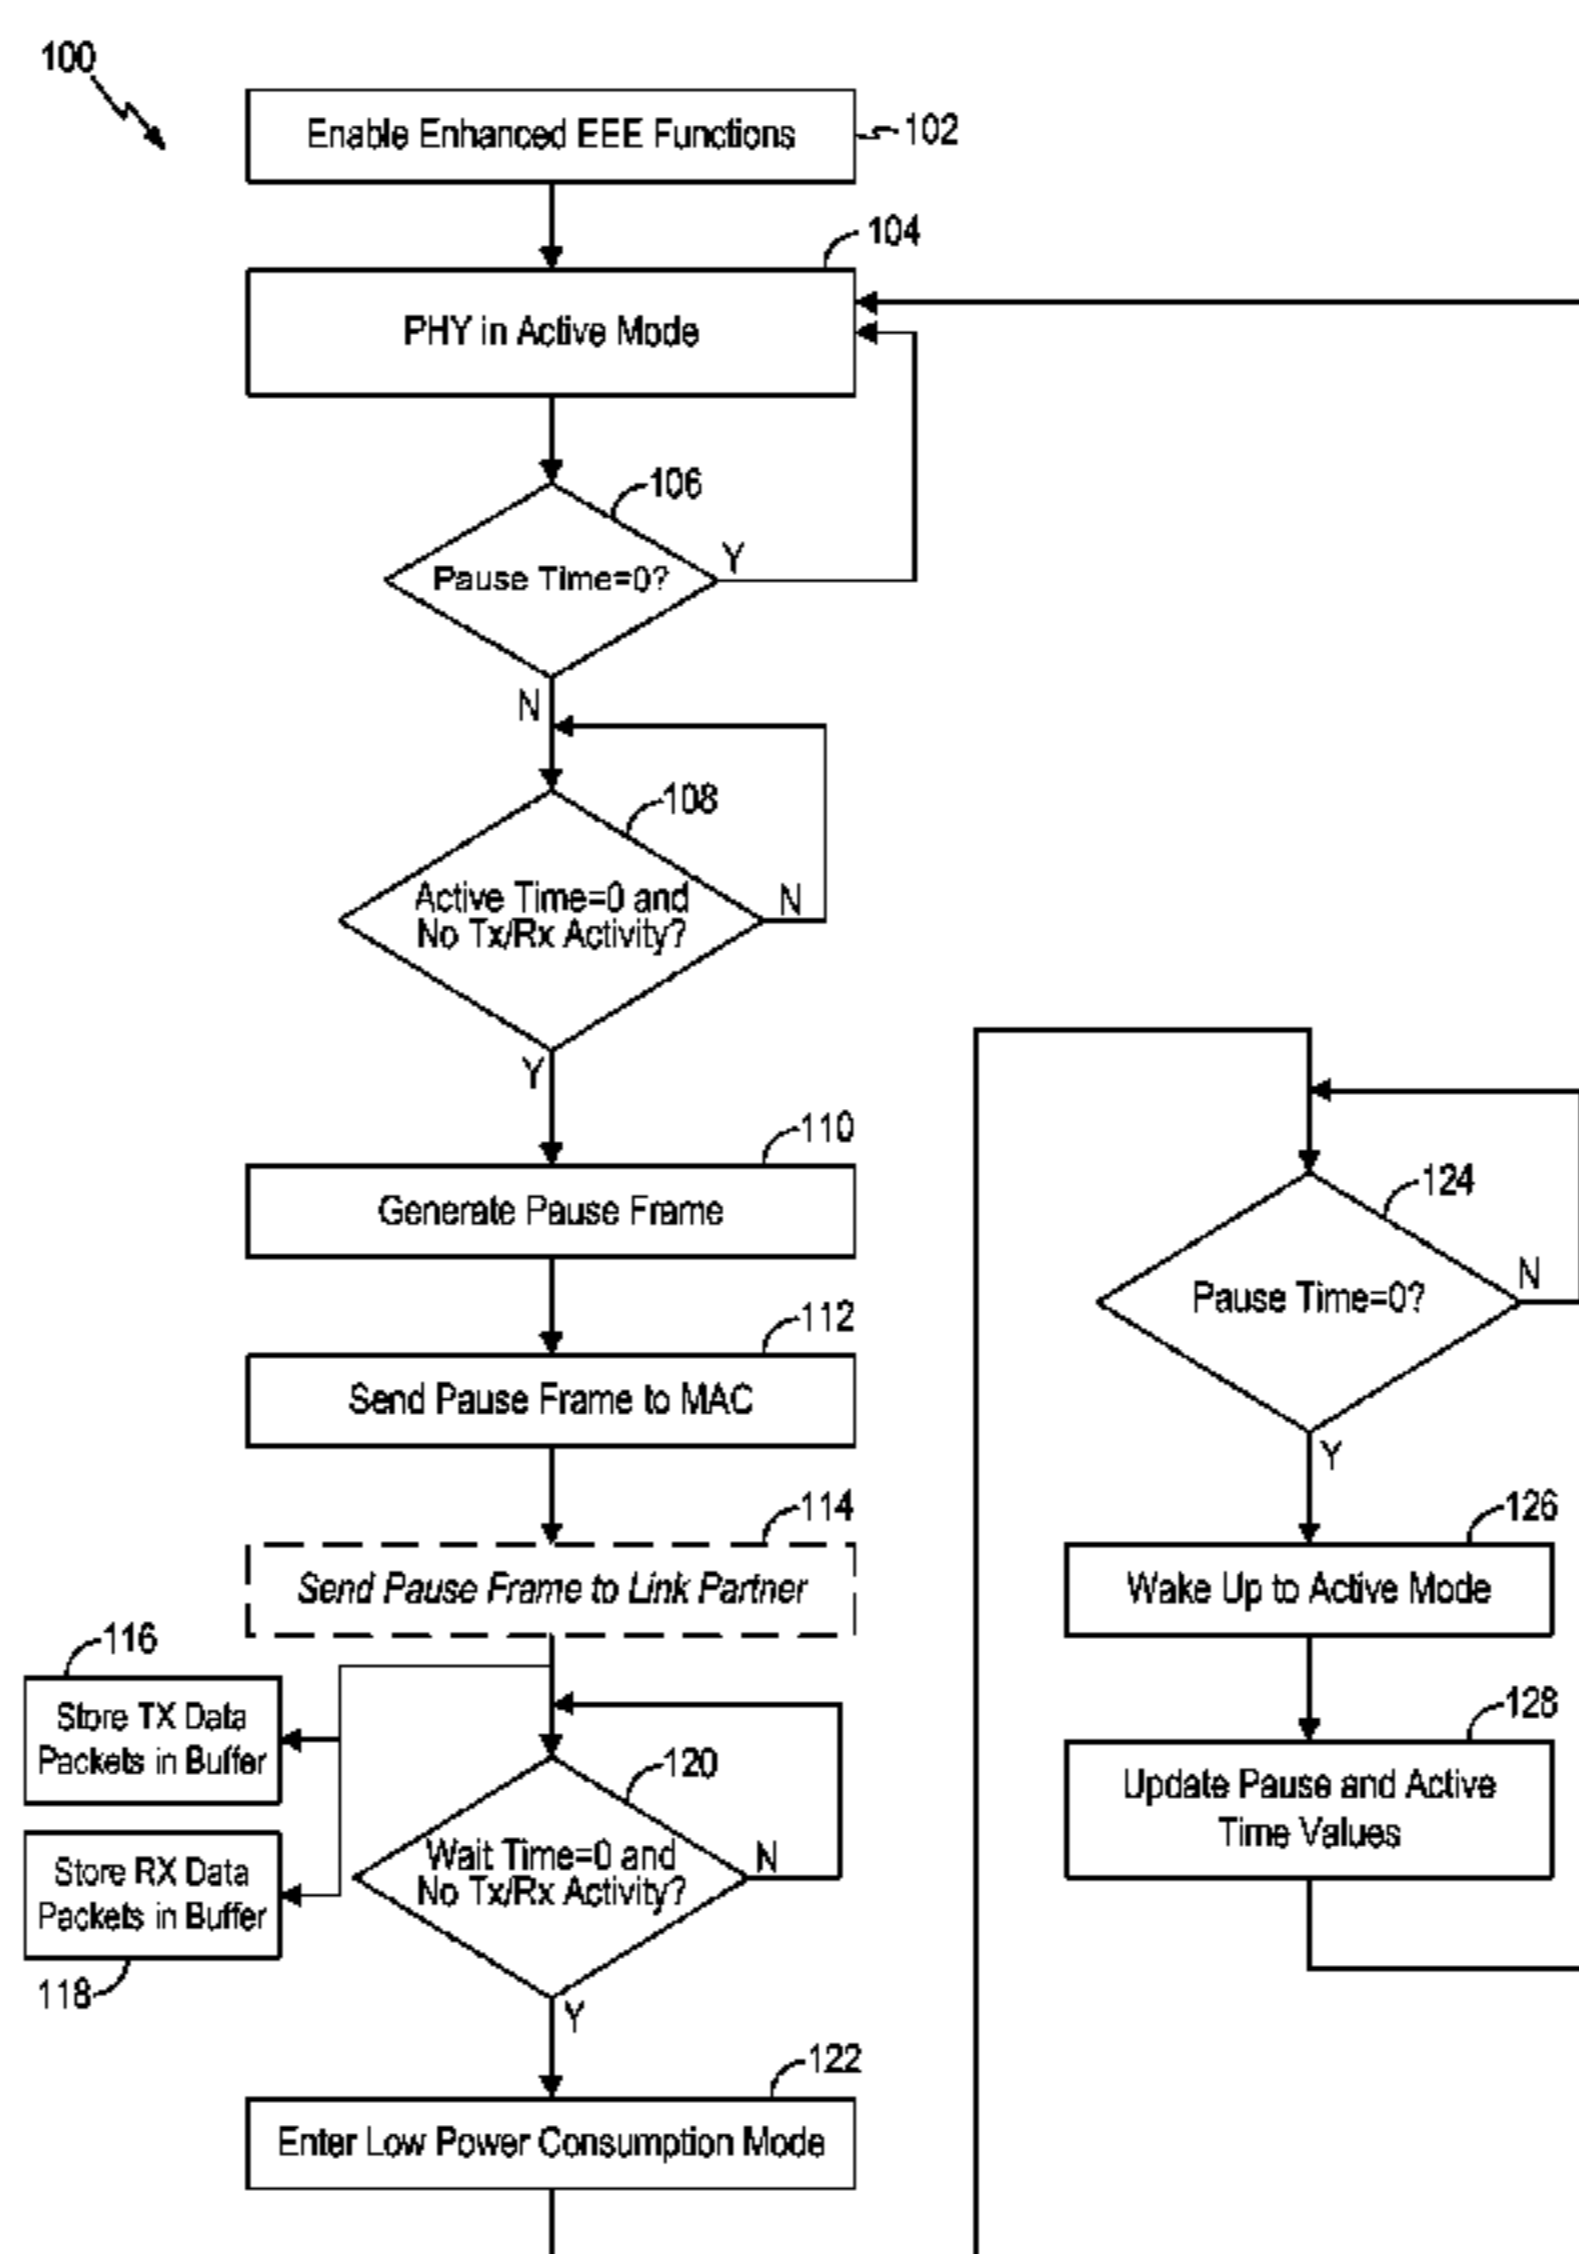 100
Enable Enhanced EEE Functions
102
104
PHY in Active Mode
106
Pause Time=0?
Y
N
108
Active Time=0 and
No Tx/Rx Activity?
N
Y
110
Generate Pause Frame
112
Send Pause Frame to MAC
114
Send Pause Frame to Link Partner
116
Store TX Data
Packets in Buffer
Store RX Data
Packets in Buffer
118
120
Wait Time=0 and
No Tx/Rx Activity?
N
Y
122
Enter Low Power Consumption Mode
124
Pause Time=0?
N
Y
126
Wake Up to Active Mode
128
Update Pause and Active
Time Values